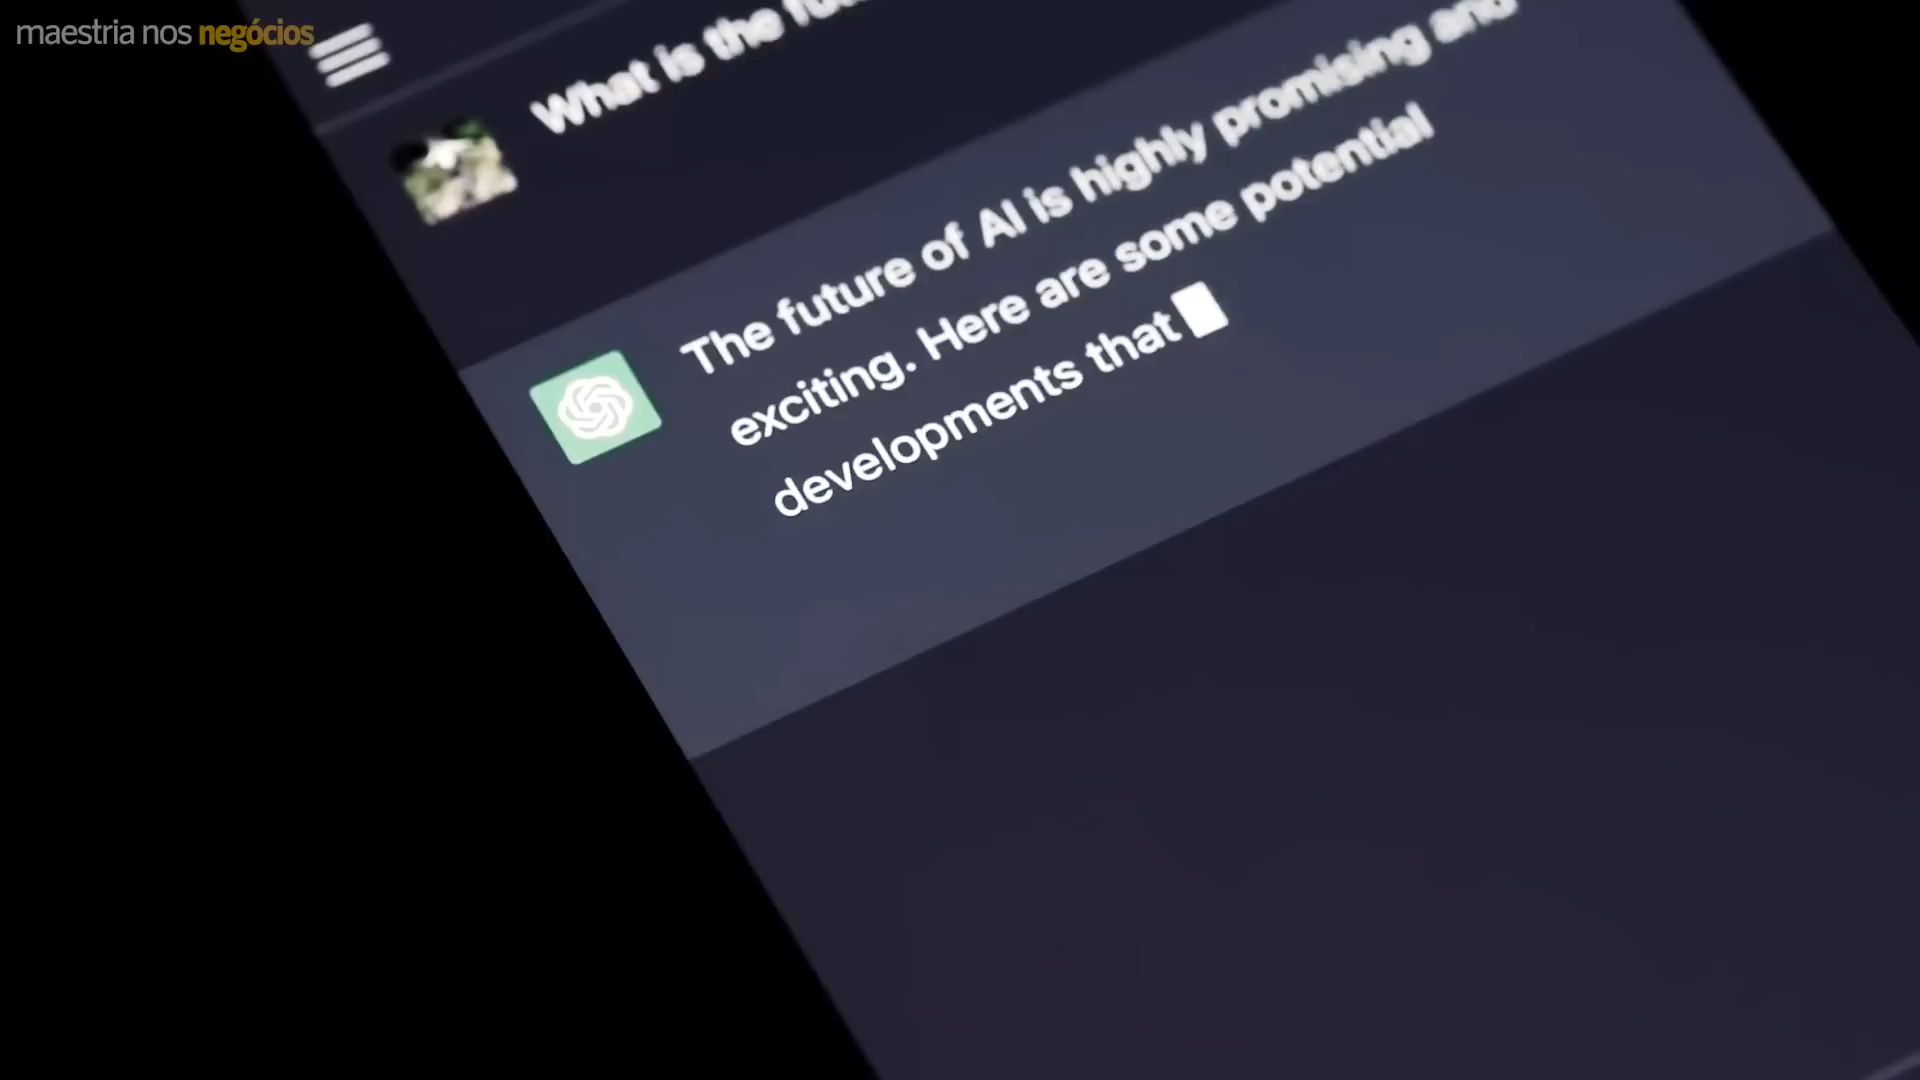 maestria nos negócios
What is the
The future of AI is highly promising and
exciting. Here are some potential
developments that